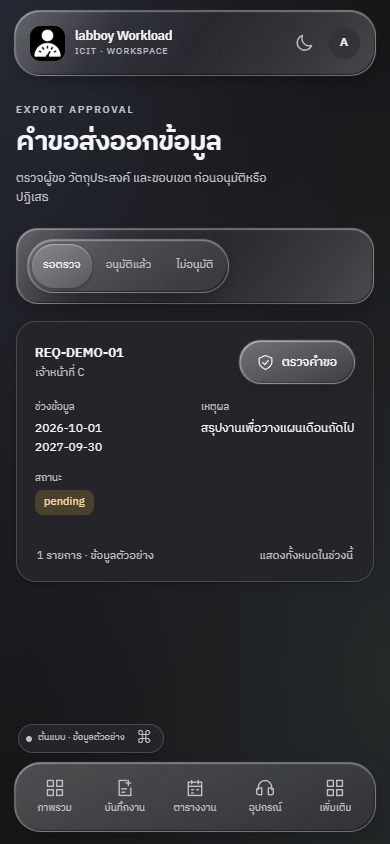 labboy Workload
ICIT · WORKSPACE
A
EXPORT APPROVAL
คำขอส่งออกข้อมูล
ตรวจผู้ขอ วัตถุประสงค์ และขอบเขต ก่อนอนุมัติหรือ
ปฏิเสธ
รอตรวจ
อนุมัติแล้ว
ไม่อนุมัติ
REQ-DEMO-01
เจ้าหน้าที่ C
ตรวจคำขอ
ช่วงข้อมูล
2026-10-01
2027-09-30
เหตุผล
สรุปงานเพื่อวางแผนเดือนถัดไป
สถานะ
pending
1 รายการ · ข้อมูลตัวอย่าง
แสดงทั้งหมดในช่วงนี้
ต้นแบบ · ข้อมูลตัวอย่าง ⌘
ภาพรวม
บันทึกงาน
ตารางงาน
อุปกรณ์
เพิ่มเติม